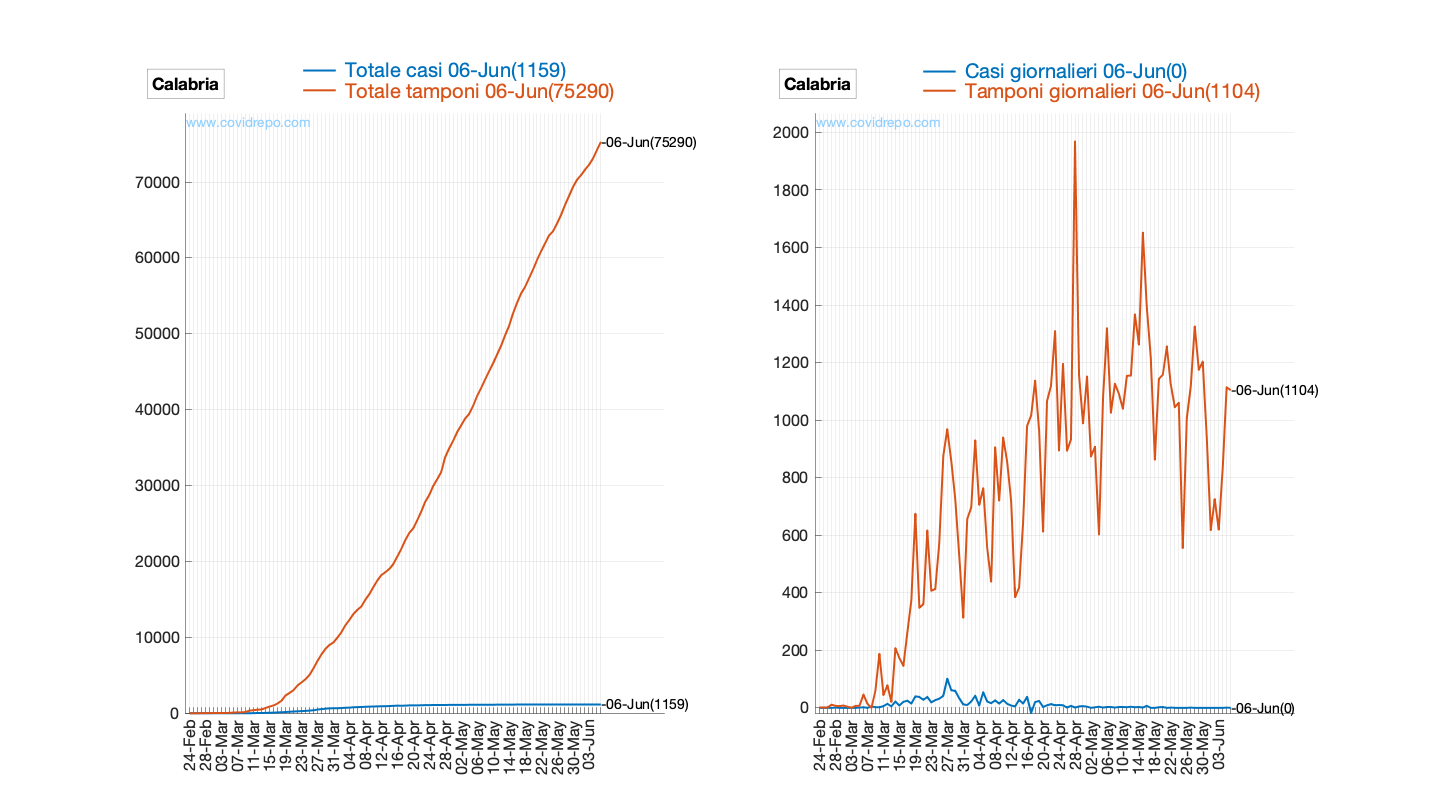 Calabria
Totale casi 06-Jun(1159)
Totale tamponi 06-Jun(75290)
www.covidrepo.com
06-Jun(75290)
70000
60000
50000
40000
30000
20000
10000
0
06-Jun(1159)
24-Feb
28-Feb
03-Mar
07-Mar
11-Mar
15-Mar
19-Mar
23-Mar
27-Mar
31-Mar
04-Apr
08-Apr
12-Apr
16-Apr
20-Apr
24-Apr
28-Apr
02-May
06-May
10-May
14-May
18-May
22-May
26-May
30-May
03-Jun
Calabria
Casi giornalieri 06-Jun(0)
Tamponi giornalieri 06-Jun(1104)
www.covidrepo.com
2000
1800
1600
1400
1200
1000
800
600
400
200
0
06-Jun(1104)
06-Jun(0)
24-Feb
28-Feb
03-Mar
07-Mar
11-Mar
15-Mar
19-Mar
23-Mar
27-Mar
31-Mar
04-Apr
08-Apr
12-Apr
16-Apr
20-Apr
24-Apr
28-Apr
02-May
06-May
10-May
14-May
18-May
22-May
26-May
30-May
03-Jun